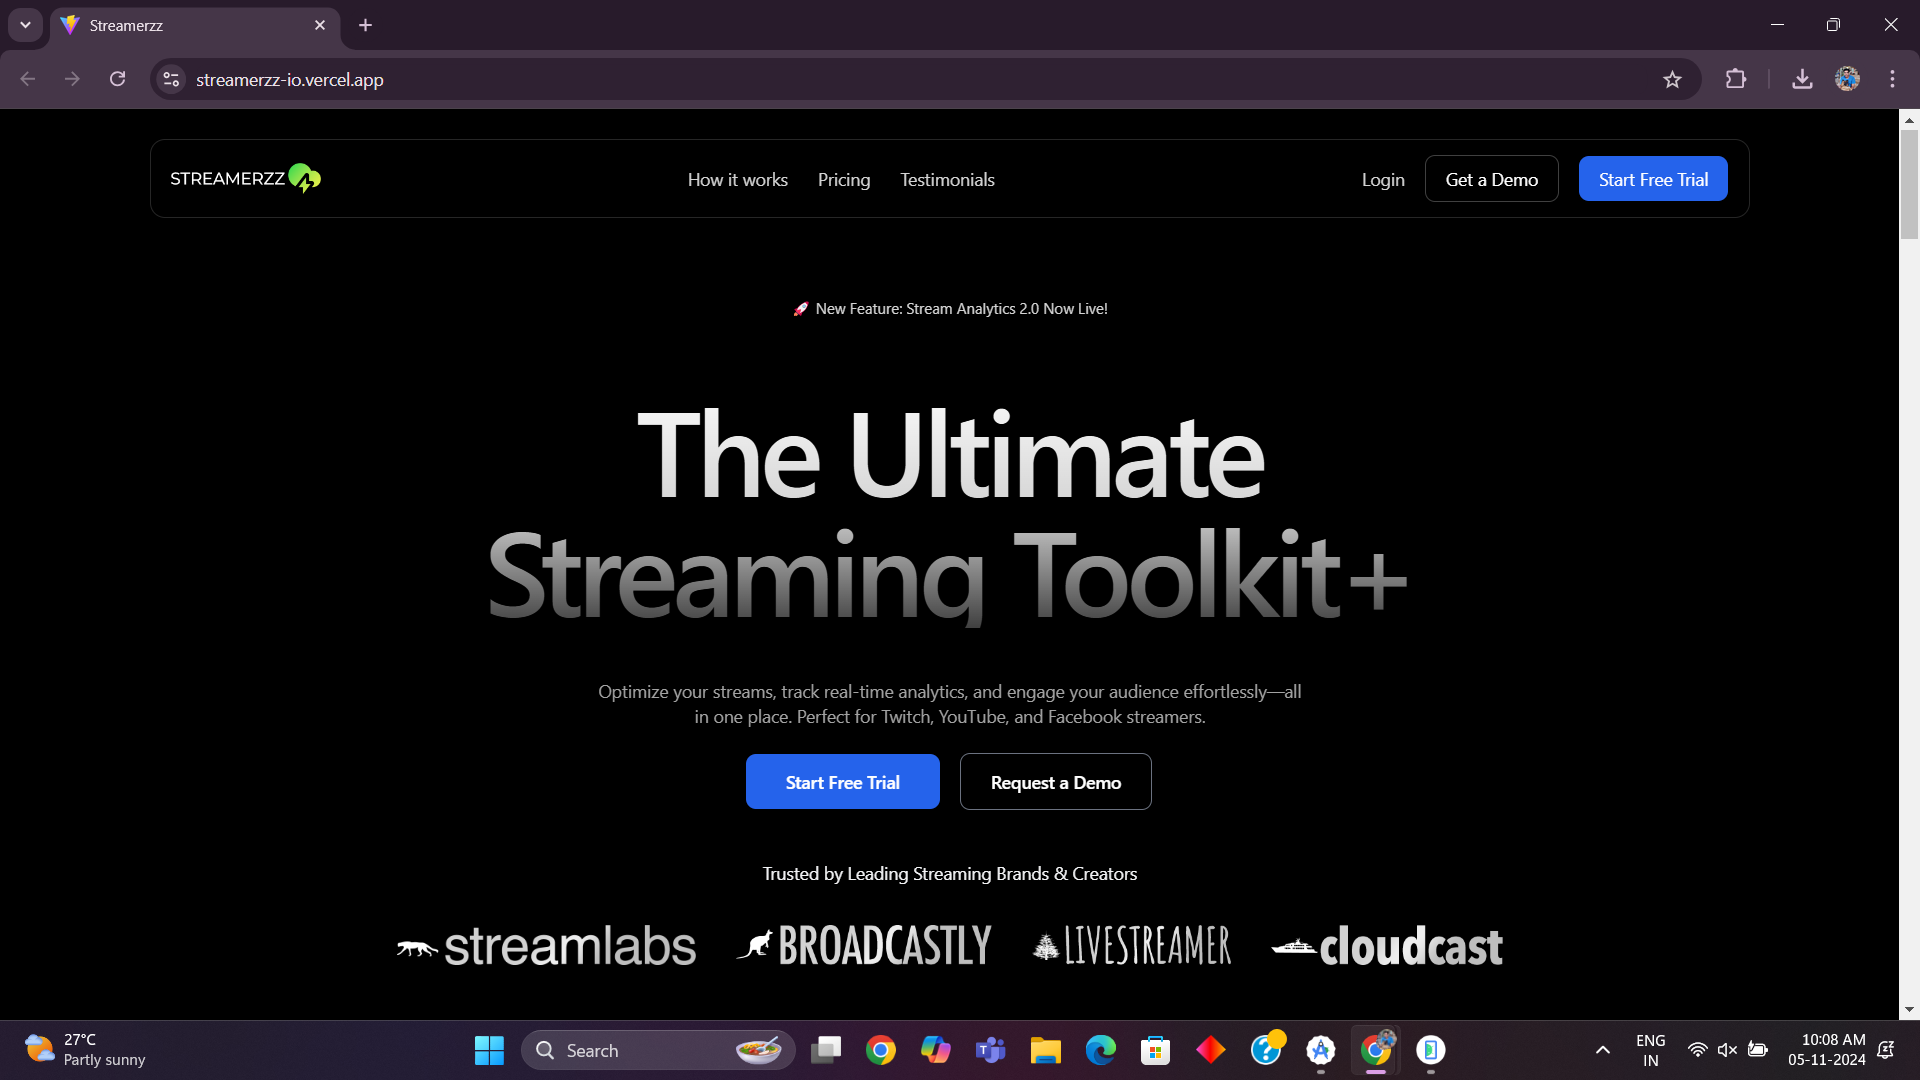 Streamerzz
streamerzz-io.vercel.app
STREAMERZZ
How it works
Pricing
Testimonials
Login
Get a Demo
Start Free Trial
🚀 New Feature: Stream Analytics 2.0 Now Live!
The Ultimate
Streaming Toolkit+
Optimize your streams, track real-time analytics, and engage your audience effortlessly—all
in one place. Perfect for Twitch, YouTube, and Facebook streamers.
Start Free Trial
Request a Demo
Trusted by Leading Streaming Brands & Creators
streamlabs
BROADCASTLY
LIVESTREAMER
cloudcast
27°C
Partly sunny
Search
ENG
IN
10:08 AM
05-11-2024